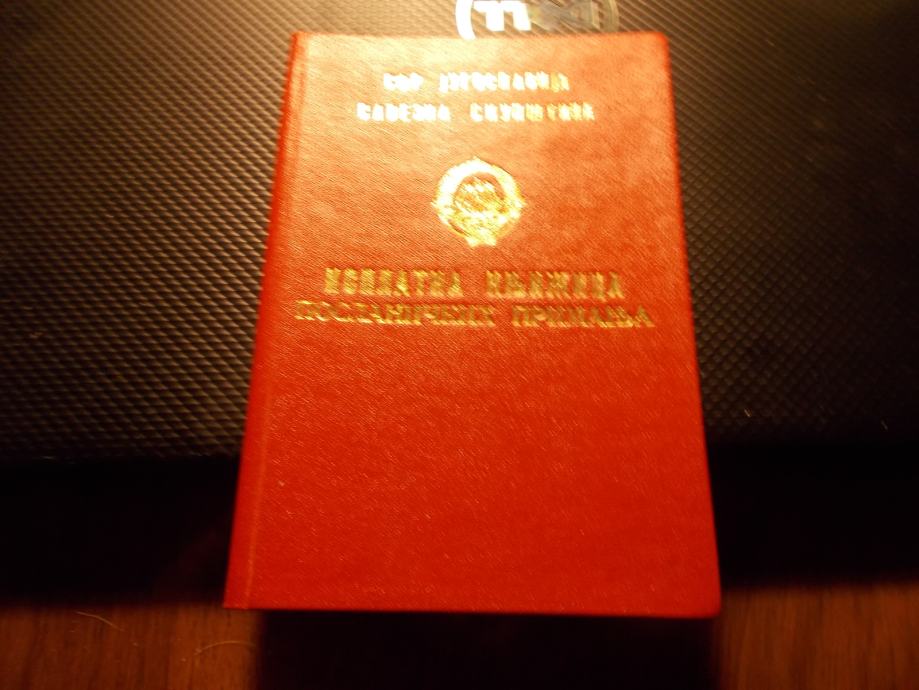 СФР ЈУГОСЛАВИЈА
САВЕЗНА СКУПШТИНА
ИСПЛАТНА КЊИЖИЦА
ПОСЛАНИЧКИХ ПРИМАЊА